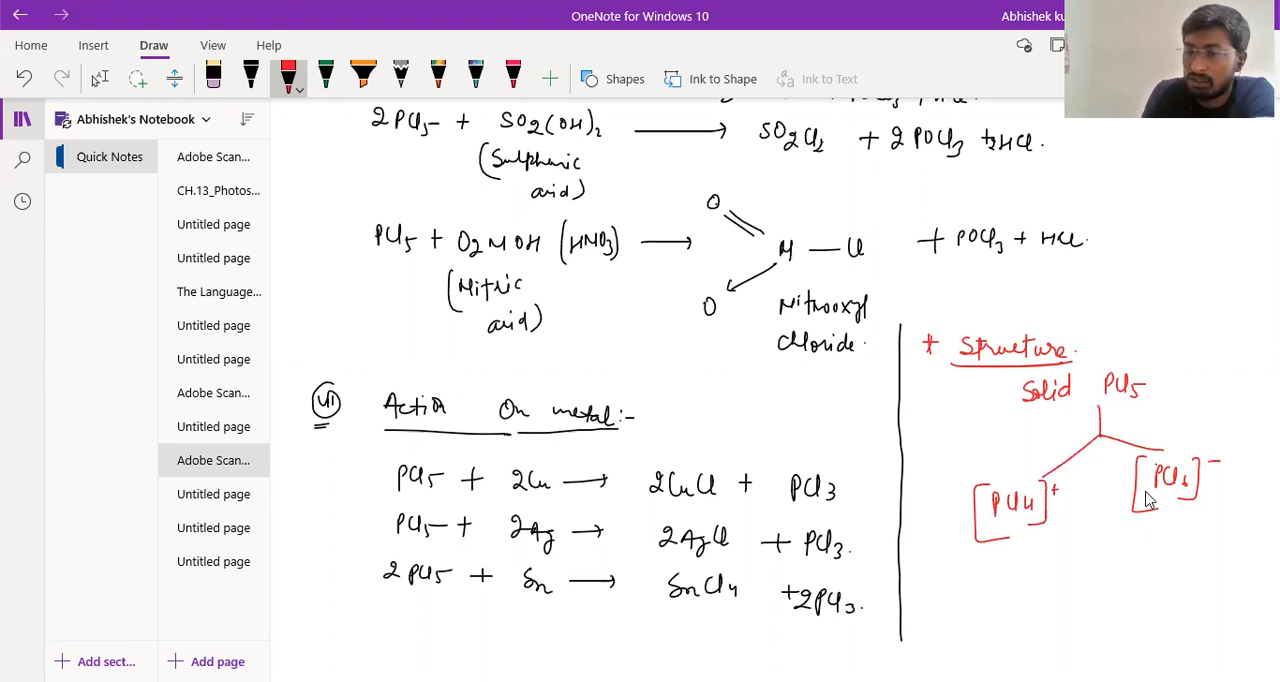 OneNote for Windows 10
Abhishek ku
Home Insert Draw View Help
Shapes
Ink to Shape
Ink to Text
Abhishek's Notebook
Quick Notes
Adobe Scan...
CH.13_Photos...
Untitled page
Untitled page
The Language...
Untitled page
Untitled page
Adobe Scan...
Untitled page
Adobe Scan...
Untitled page
Untitled page
Untitled page
Add sect...
Add page
2PCl5 + SO2(OH)2 → SO2Cl2 + 2POCl3 + 2HCl.
(Sulphuric
acid)
O
PCl5 + O2NOH (HNO3) → N — Cl + POCl3 + HCl.
O
(Nitric
acid)
Nitrooxyl
Chloride.
* Structure.
Solid PCl5
[PCl4]+ [PCl6]-
Action On metal:-
PCl5 + 2Cu → 2CuCl + PCl3
PCl5 + 2Ag → 2AgCl + PCl3.
2PCl5 + Sn → SnCl4 + 2PCl3.